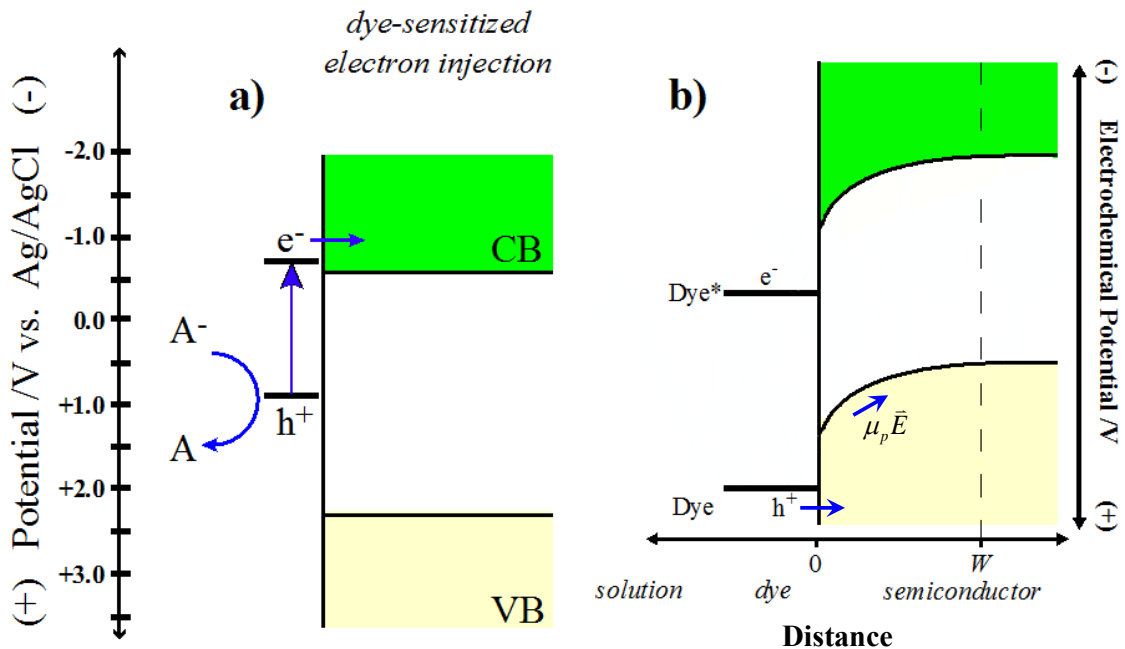 dye-sensitized
electron injection
a)
(+) Potential /V vs. Ag/AgCl (-)
-2.0
-1.0
0.0
+1.0
+2.0
+3.0
e-
CB
A-
h+
A
VB
b)
(-)
Electrochemical Potential /V
(+)
e-
Dye*
μp E⃗
Dye
h+
0
W
solution dye semiconductor
Distance